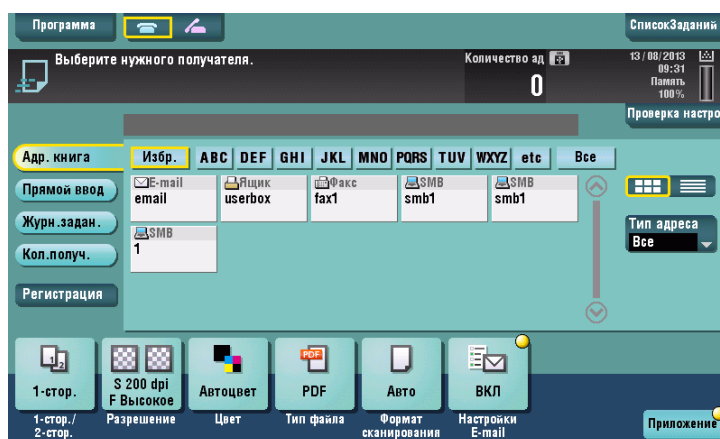 Программа
СписокЗаданий
Выберите нужного получателя.
Количество ад
0
13/08/2013
09:31
Память
100%
Проверка настро
Адр. книга
Избр. ABC DEF GHI JKL MNO PQRS TUV WXYZ etc Все
Прямой ввод
Журн.задан.
Кол.получ.
Регистрация
E-mail
email
Ящик
userbox
Факс
fax1
SMB
smb1
SMB
smb1
SMB
1
Тип адреса
Все
1-стор.
S 200 dpi
F Высокое
Автоцвет
PDF
PDF
Авто
ВКЛ
1-стор./
2-стор.
Разрешение
Цвет
Тип файла
Формат
сканирования
Настройки
E-mail
Приложение